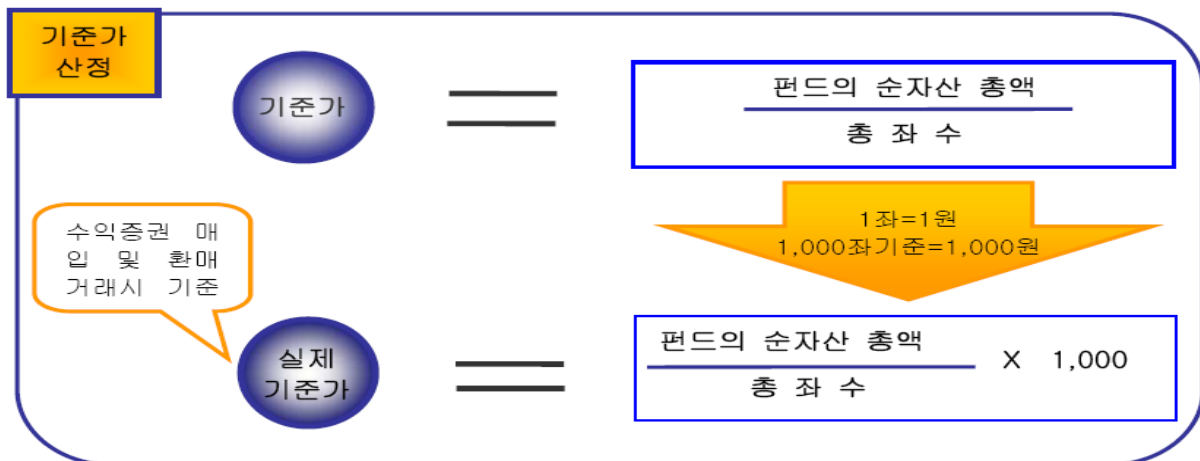 기준가
산정
기준가
펀드의 순자산 총액
총 좌 수
1좌=1원
1,000좌기준=1,000원
수익증권 매
입 및 환매
거래시 기준
실제
기준가
펀드의 순자산 총액
총 좌 수
X 1,000